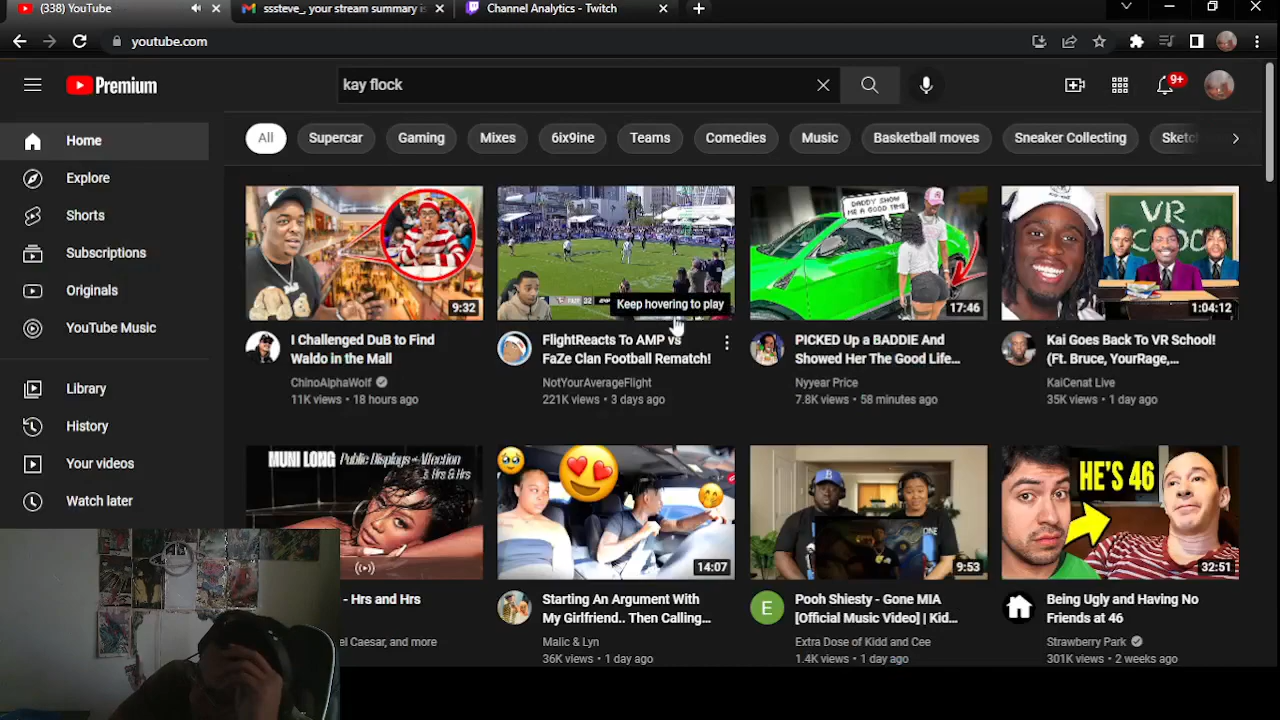 (338) YouTube
sssteve_, your stream summary is
Channel Analytics - Twitch
youtube.com
Premium
kay flock
9+
Home
Explore
Shorts
Subscriptions
Originals
YouTube Music
Library
History
Your videos
Watch later
All
Supercar
Gaming
Mixes
6ix9ine
Teams
Comedies
Music
Basketball moves
Sneaker Collecting
9:32
I Challenged DuB to Find
Waldo in the Mall
ChinoAlphaWolf
11K views • 18 hours ago
32
Keep hovering to play
FlightReacts To AMP vs
FaZe Clan Football Rematch!
NotYourAverageFlight
221K views • 3 days ago
DADDY SHOW
ME A GOOD TIME
17:46
PICKED Up a BADDIE And
Showed Her The Good Life...
Nyyear Price
7.8K views • 58 minutes ago
VR
1:04:12
Kai Goes Back To VR School!
(Ft. Bruce, YourRage,...
KaiCenat Live
35K views • 1 day ago
MUNI LONG Public Displays of Affection
& Hrs & Hrs
- Hrs and Hrs
el Caesar, and more
14:07
Starting An Argument With
My Girlfriend.. Then Calling...
Malic & Lyn
36K views • 1 day ago
9:53
E
Pooh Shiesty - Gone MIA
[Official Music Video] | Kid...
Extra Dose of Kidd and Cee
1.4K views • 1 day ago
HE'S 46
32:51
Being Ugly and Having No
Friends at 46
Strawberry Park
301K views • 2 weeks ago